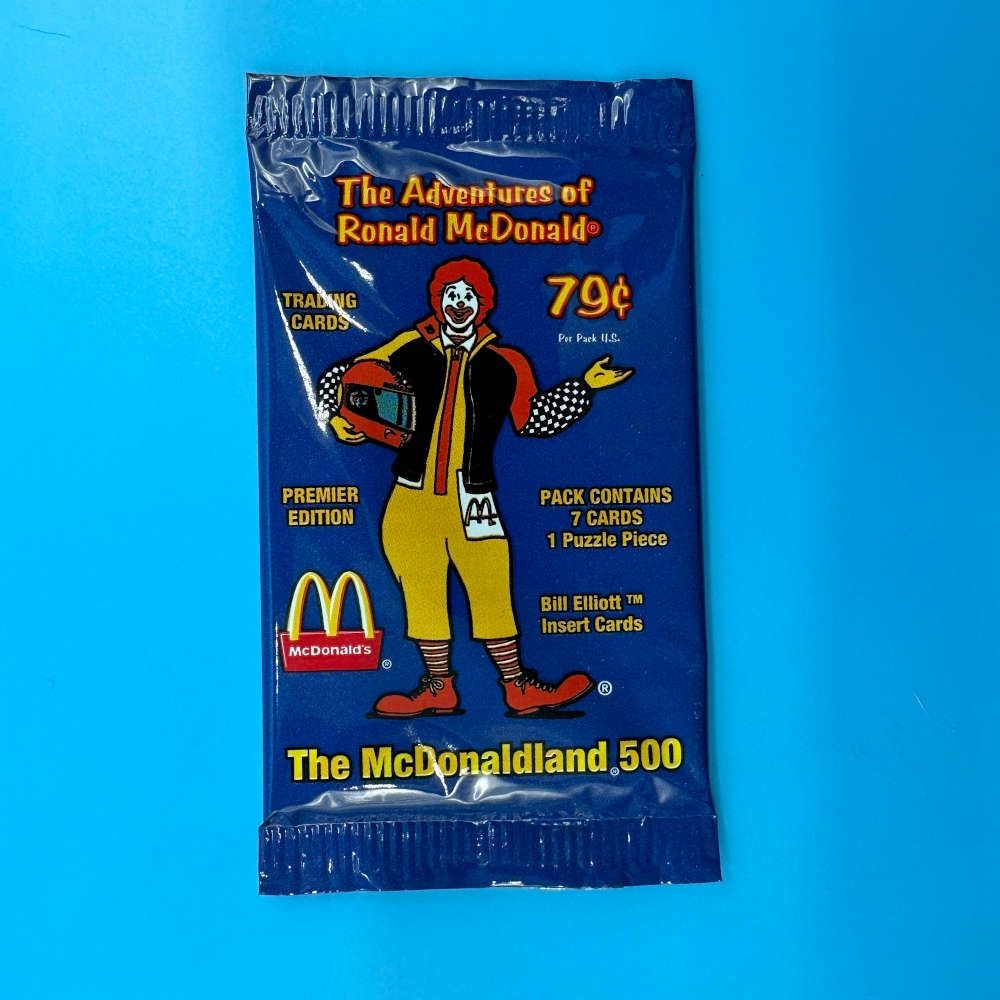 The Adventures of
Ronald McDonald®
TRADING
CARDS
79¢
Per Pack U.S.
PREMIER
EDITION
PACK CONTAINS
7 CARDS
1 Puzzle Piece
Bill Elliott™
Insert Cards
McDonald's
®
®
The McDonaldland® 500